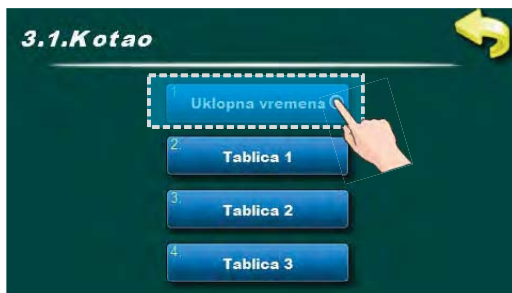 3.1.Kotao
1.
Uklopna vremena
2.
Tablica 1
3.
Tablica 2
4.
Tablica 3